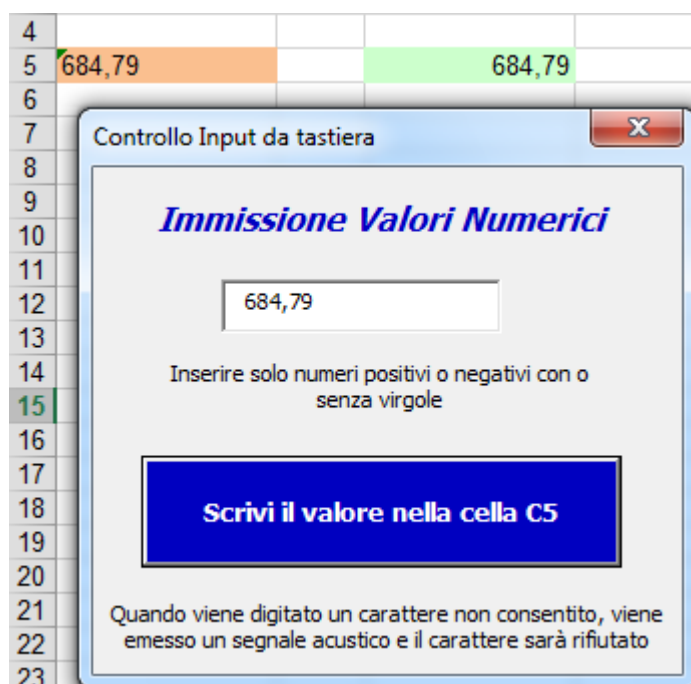 4
5 684,79 684,79
6
7 Controllo Input da tastiera
8
9
10 Immissione Valori Numerici
11
12 684,79
13
14 Inserire solo numeri positivi o negativi con o
15 senza virgole
16
17
18 Scrivi il valore nella cella C5
19
20
21 Quando viene digitato un carattere non consentito, viene
22 emesso un segnale acustico e il carattere sarà rifiutato
23